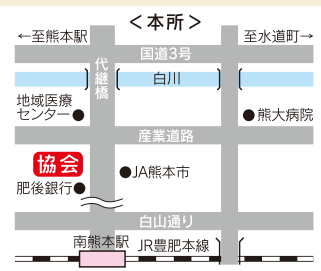 <本所>
←至熊本駅
至水道町→
国道3号
代継橋
白川
地域医療
センター●
●熊大病院
産業道路
協会
●JA熊本市
肥後銀行●
白山通り
南熊本駅
JR豊肥本線